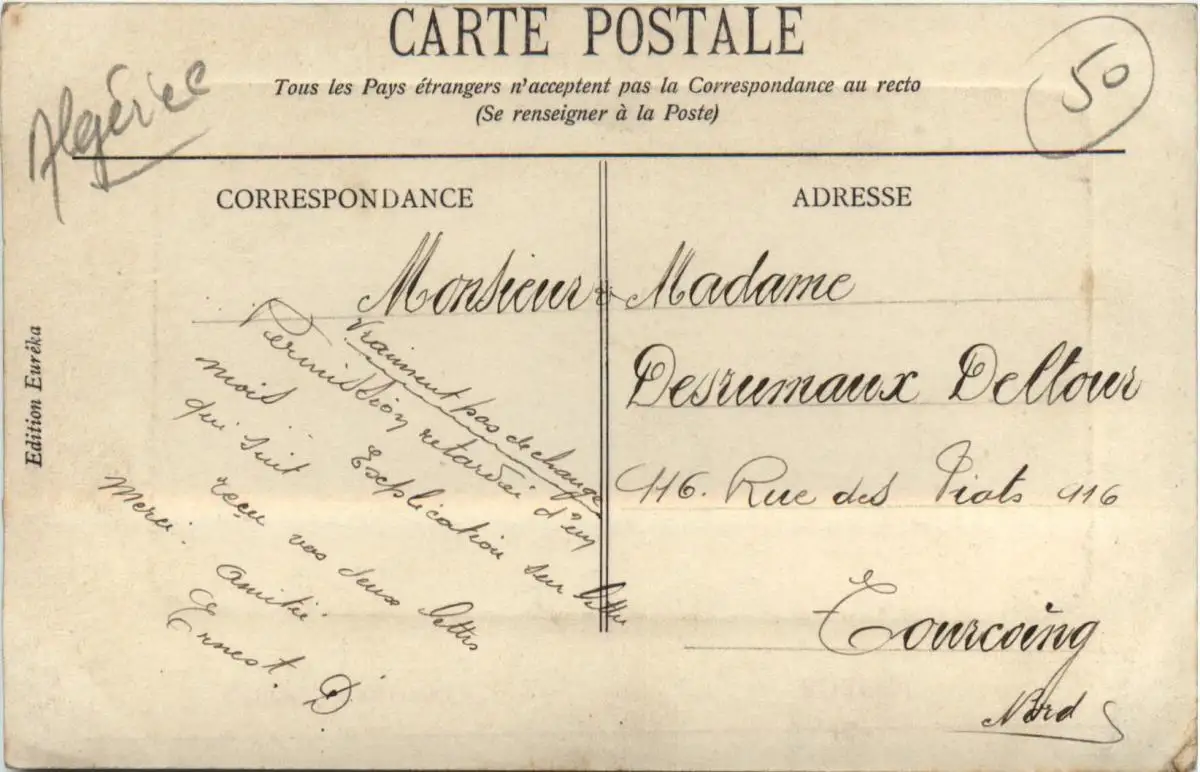 CARTE POSTALE
Tous les Pays étrangers n'acceptent pas la Correspondance au recto
(Se renseigner à la Poste)
Algérie
50
CORRESPONDANCE
ADRESSE
Edition Eurêka
Monsieur & Madame
Desrumaux Deltour
116. Rue des Piats 116
Tourcoing
Nord
Vraiment pas de change
Permission retardée d'un
mois Explication sur lettre
qui suit
reçu vos deux lettres
Merci. amitié
Ernest. D